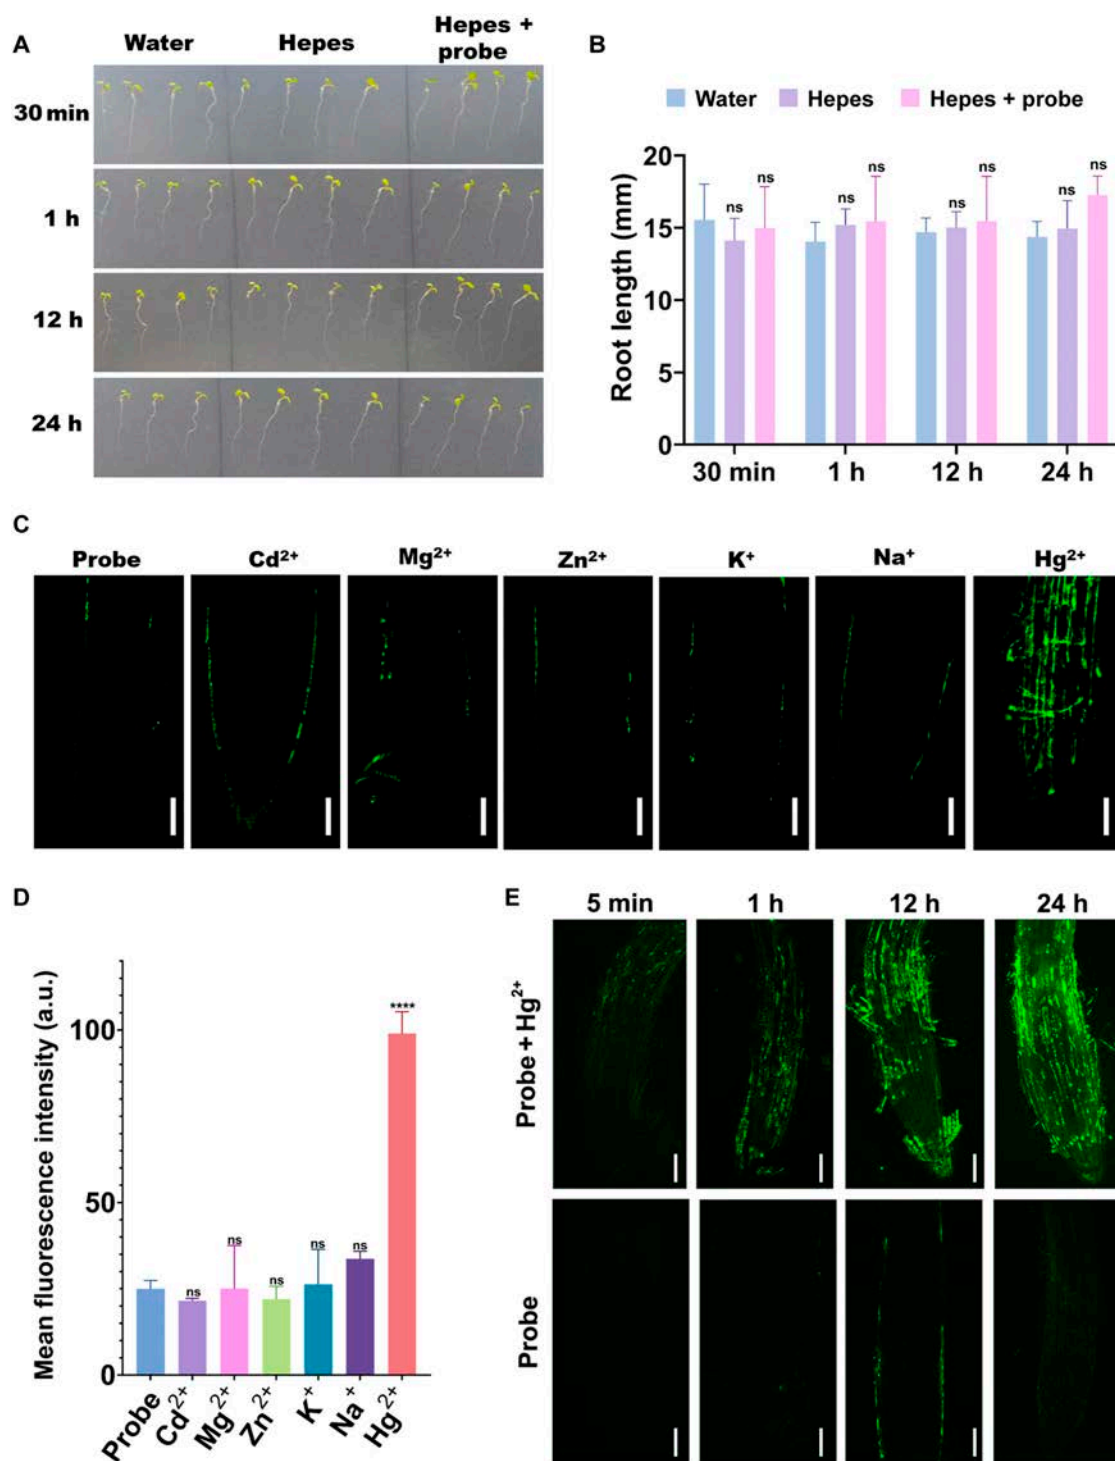 A
Water Hepes Hepes +
probe
30 min
1 h
12 h
24 h
B
Water Hepes Hepes + probe
Root length (mm)
20
15
10
5
0
ns ns ns ns ns ns ns ns
30 min 1 h 12 h 24 h
C
Probe Cd²⁺ Mg²⁺ Zn²⁺ K⁺ Na⁺ Hg²⁺
D
Mean fluorescence intensity (a.u.)
100
50
0
ns ns ns ns ns ****
Probe Cd²⁺ Mg²⁺ Zn²⁺ K⁺ Na⁺ Hg²⁺
E
5 min 1 h 12 h 24 h
Probe + Hg²⁺
Probe